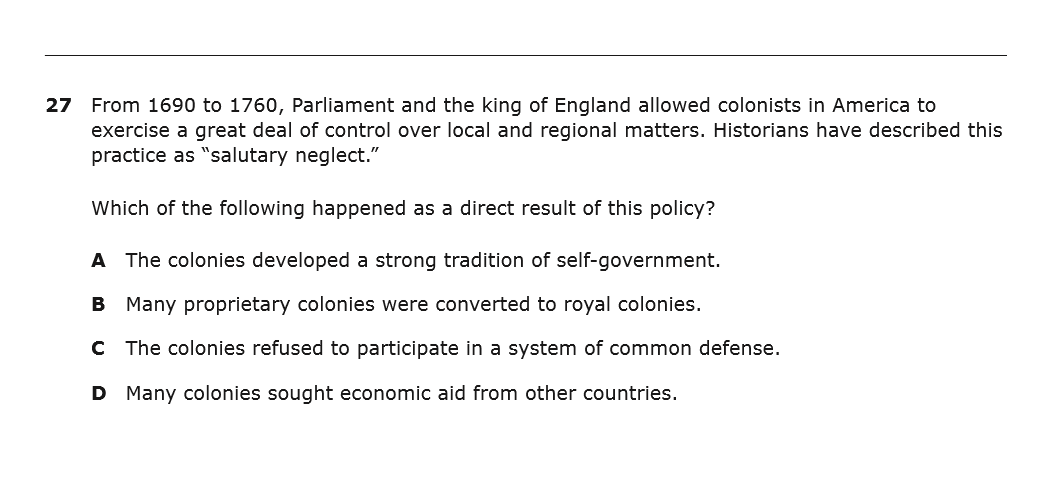 27 From 1690 to 1760, Parliament and the king of England allowed colonists in America to
exercise a great deal of control over local and regional matters. Historians have described this
practice as “salutary neglect.”
Which of the following happened as a direct result of this policy?
A The colonies developed a strong tradition of self-government.
B Many proprietary colonies were converted to royal colonies.
C The colonies refused to participate in a system of common defense.
D Many colonies sought economic aid from other countries.